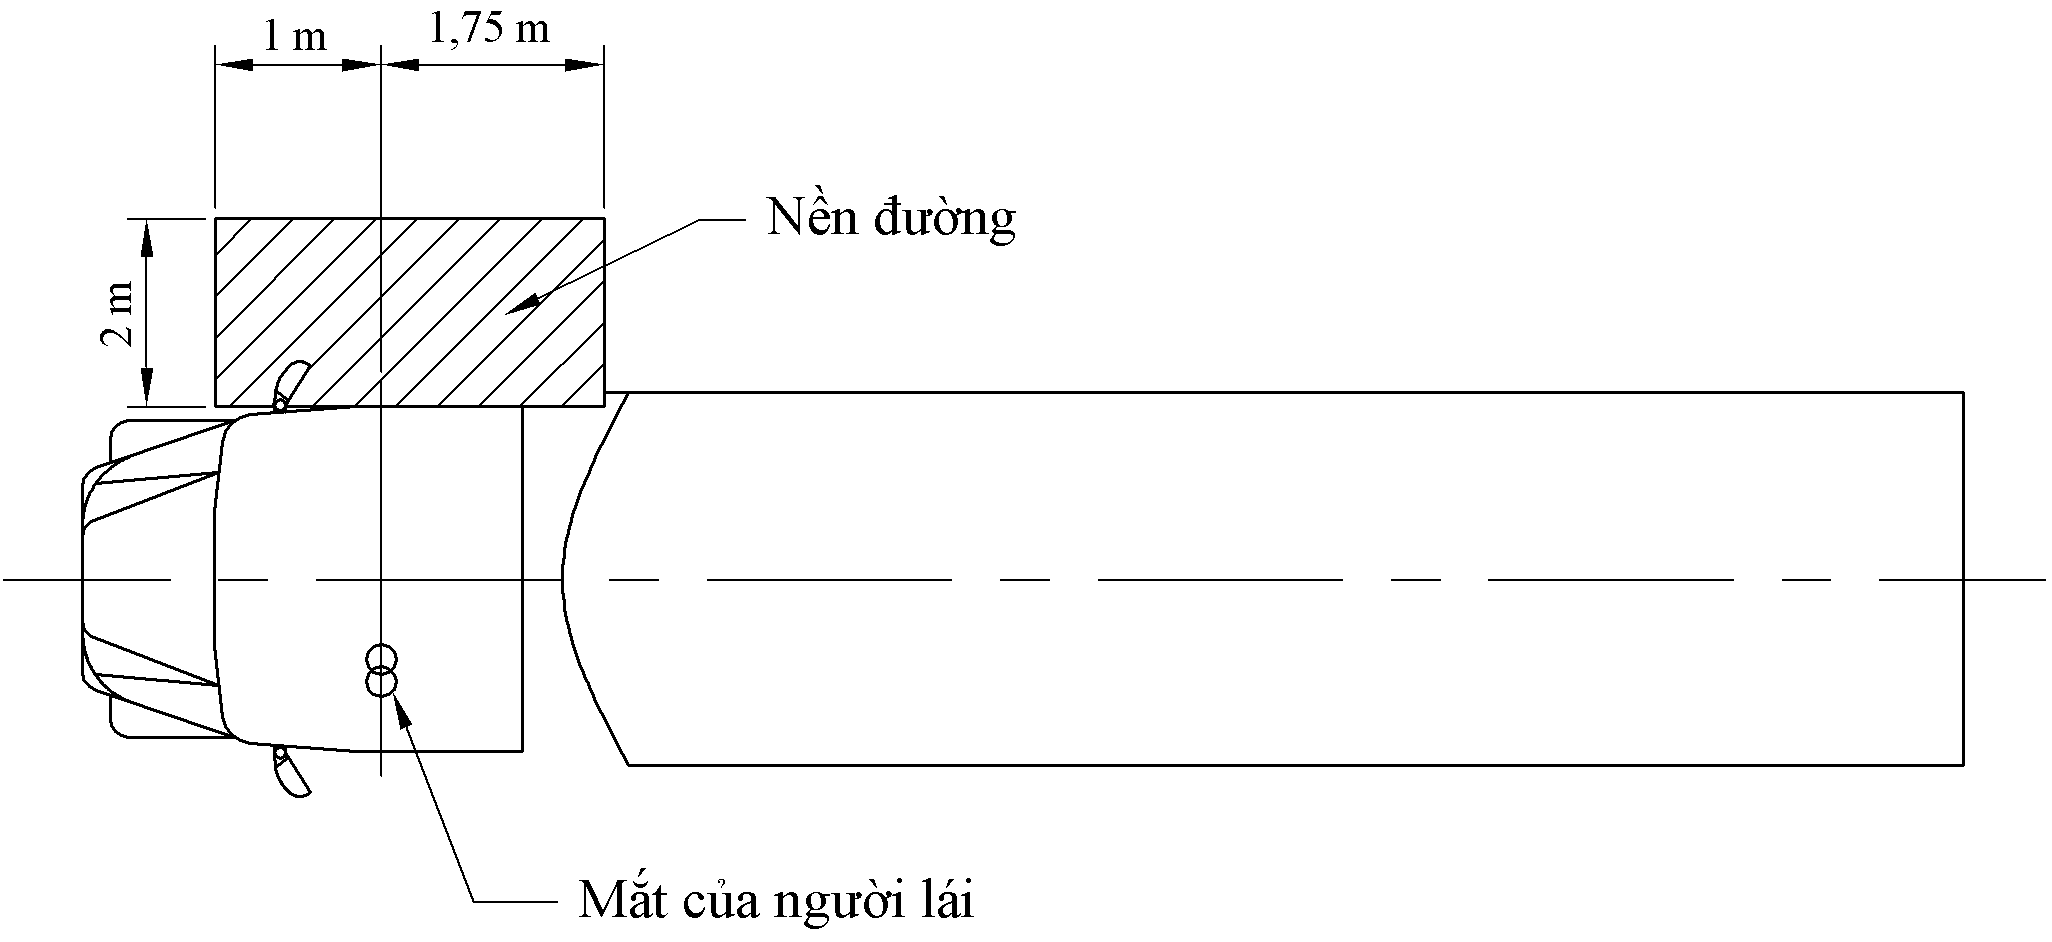 1 m
1,75 m
Nền đường
2 m
Mắt của người lái